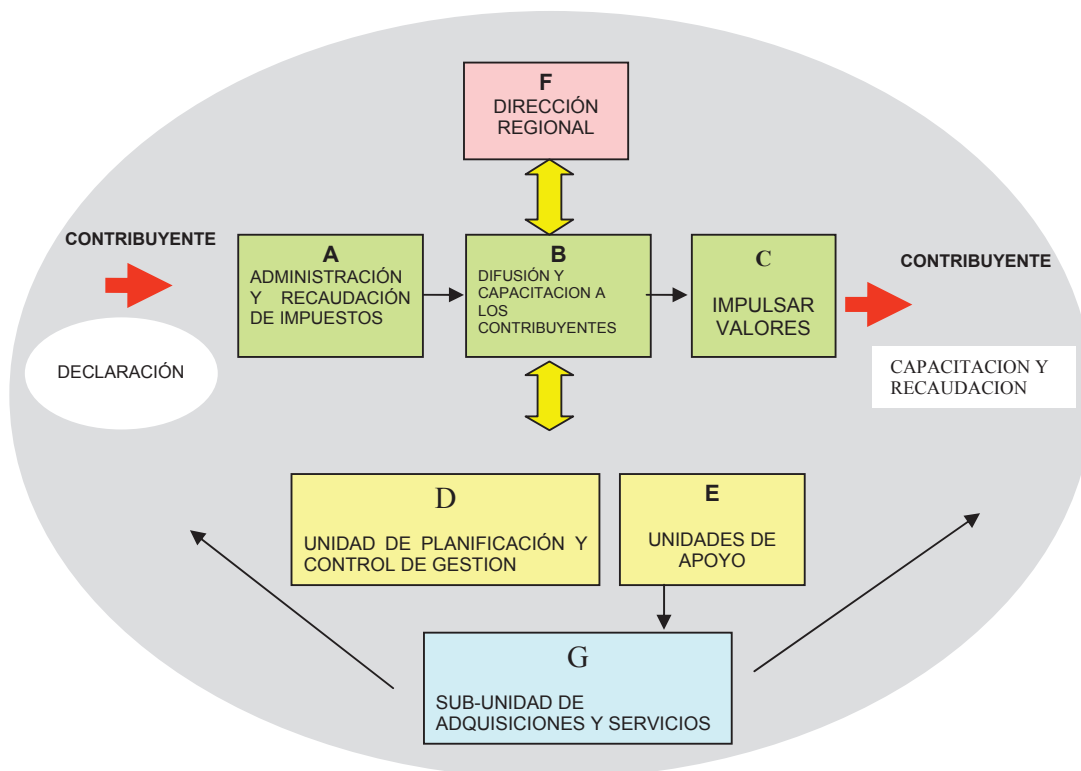 F
DIRECCIÓN
REGIONAL
CONTRIBUYENTE
DECLARACIÓN
A
ADMINISTRACIÓN
Y RECAUDACIÓN
DE IMPUESTOS
B
DIFUSIÓN Y
CAPACITACION A
LOS
CONTRIBUYENTES
C
IMPULSAR
VALORES
CONTRIBUYENTE
CAPACITACION Y
RECAUDACION
D
UNIDAD DE PLANIFICACIÓN Y
CONTROL DE GESTION
E
UNIDADES DE
APOYO
G
SUB-UNIDAD DE
ADQUISICIONES Y SERVICIOS